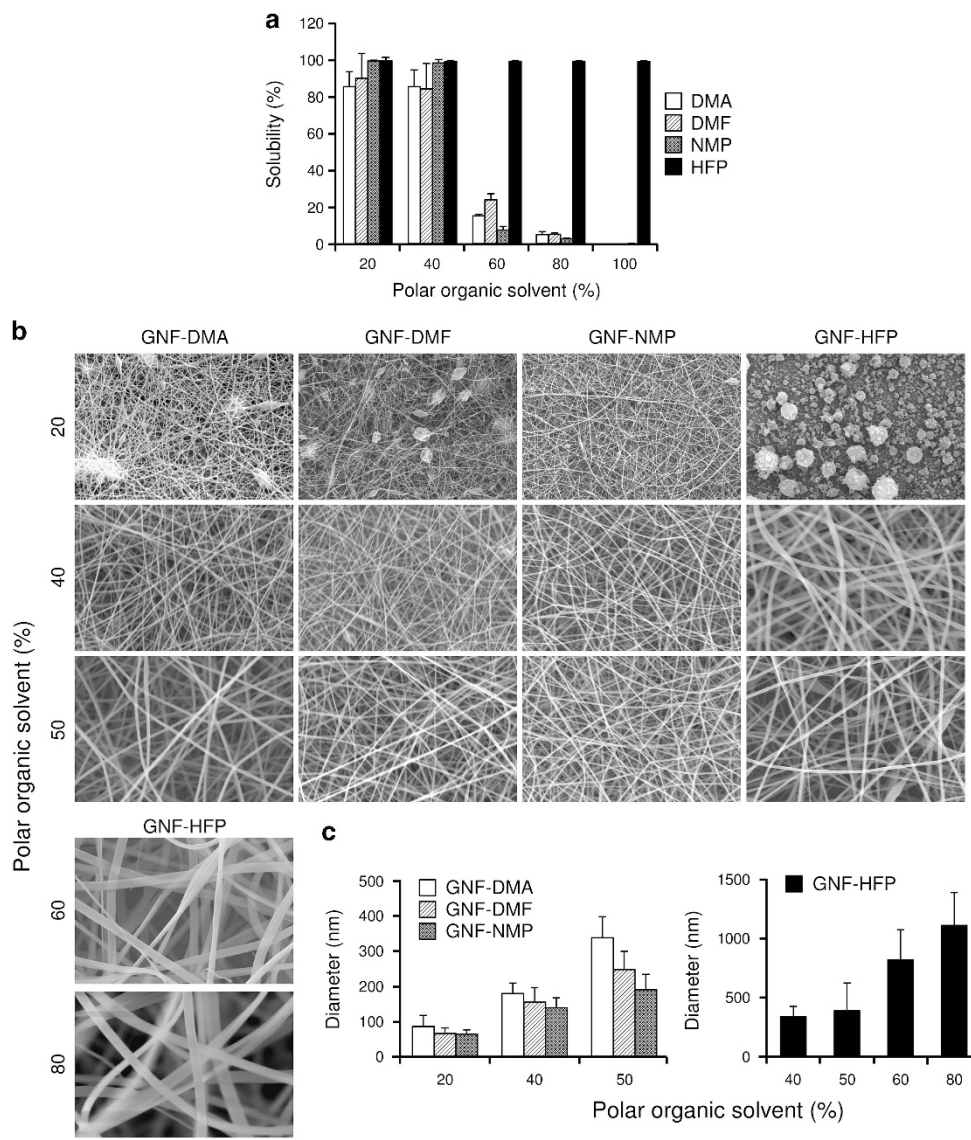 a
120
100
80
60
40
20
0
Solubility (%)
20 40 60 80 100
Polar organic solvent (%)
DMA
DMF
NMP
HFP
b
GNF-DMA GNF-DMF GNF-NMP GNF-HFP
20
40
50
Polar organic solvent (%)
GNF-HFP
60
80
c
500
400
300
200
100
0
Diameter (nm)
GNF-DMA
GNF-DMF
GNF-NMP
20 40 50
1500
1000
500
0
Diameter (nm)
GNF-HFP
40 50 60 80
Polar organic solvent (%)